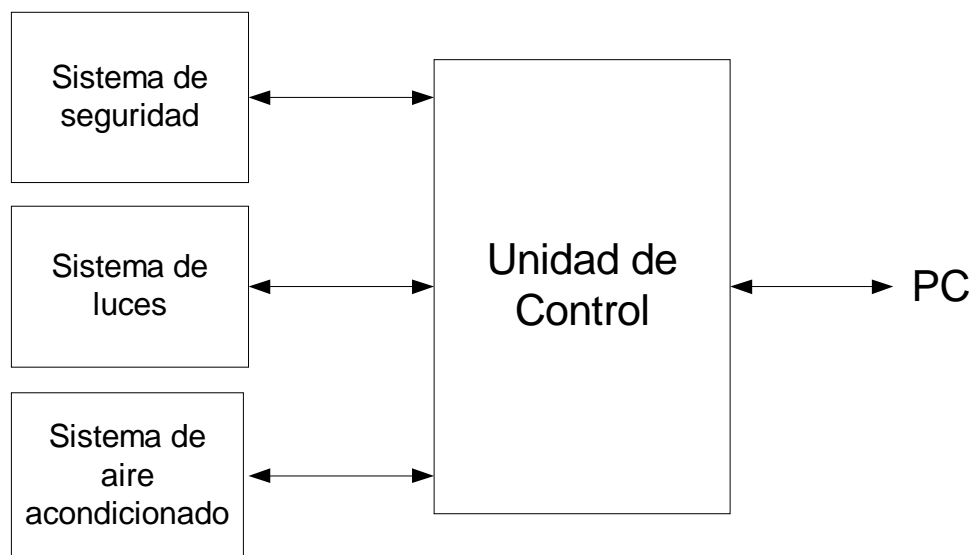 Sistema de
seguridad
Sistema de
luces
Sistema de
aire
acondicionado
Unidad de
Control
PC